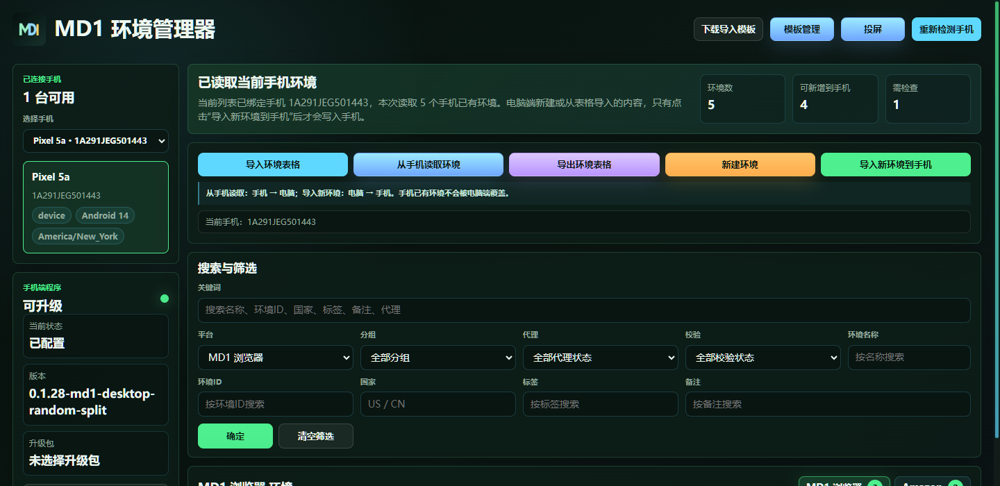 MDI MD1 环境管理器
下载导入模板 模板管理 投屏 重新检测手机
已连接手机
1 台可用
选择手机
Pixel 5a • 1A291JEG501443
Pixel 5a
1A291JEG501443
device Android 14
America/New_York
手机端程序
可升级
当前状态
已配置
版本
0.1.28-md1-desktop-
random-split
升级包
未选择升级包
已读取当前手机环境
当前列表已绑定手机 1A291JEG501443，本次读取 5 个手机已有环境。电脑端新建或从表格导入的内容，只有点
击“导入新环境到手机”后才会写入手机。
环境数 可新增到手机 需检查
5 4 1
导入环境表格 从手机读取环境 导出环境表格 新建环境 导入新环境到手机
从手机读取：手机 → 电脑；导入新环境：电脑 → 手机。手机已有环境不会被电脑端覆盖。
当前手机：1A291JEG501443
搜索与筛选
关键词
搜索名称、环境ID、国家、标签、备注、代理
平台 分组 代理 校验 环境名称
MD1 浏览器 全部分组 全部代理状态 全部校验状态 按名称搜索
环境ID 国家 标签 备注
按环境ID搜索 US / CN 按标签搜索 按备注搜索
确定 清空筛选
MD1 浏览器 环境 MD1 浏览器 Amazon